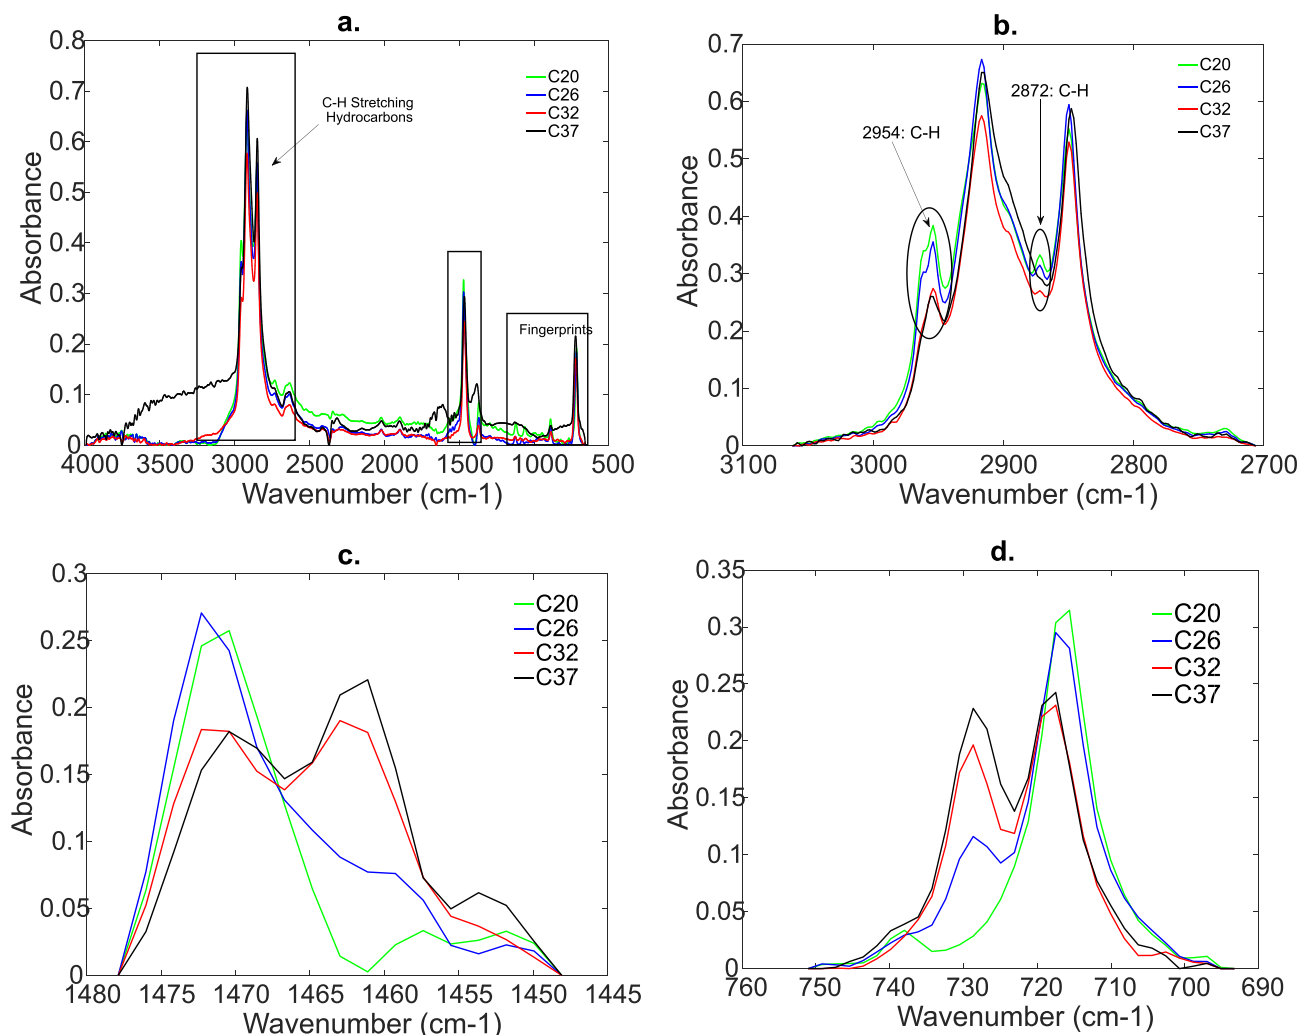 a.
0.8
0.7
0.6
0.5
0.4
0.3
0.2
0.1
0
Absorbance
C20
C26
C32
C37
C-H Stretching
Hydrocarbons
Fingerprints
4000 3500 3000 2500 2000 1500 1000 500
Wavenumber (cm-1)
b.
0.7
0.6
0.5
0.4
0.3
0.2
0.1
0
Absorbance
C20
C26
C32
C37
2872: C-H
2954: C-H
3100 3000 2900 2800 2700
Wavenumber (cm-1)
c.
0.3
0.25
0.2
0.15
0.1
0.05
0
Absorbance
C20
C26
C32
C37
1480 1475 1470 1465 1460 1455 1450 1445
Wavenumber (cm-1)
d.
0.35
0.3
0.25
0.2
0.15
0.1
0.05
0
Absorbance
C20
C26
C32
C37
760 750 740 730 720 710 700 690
Wavenumber (cm-1)